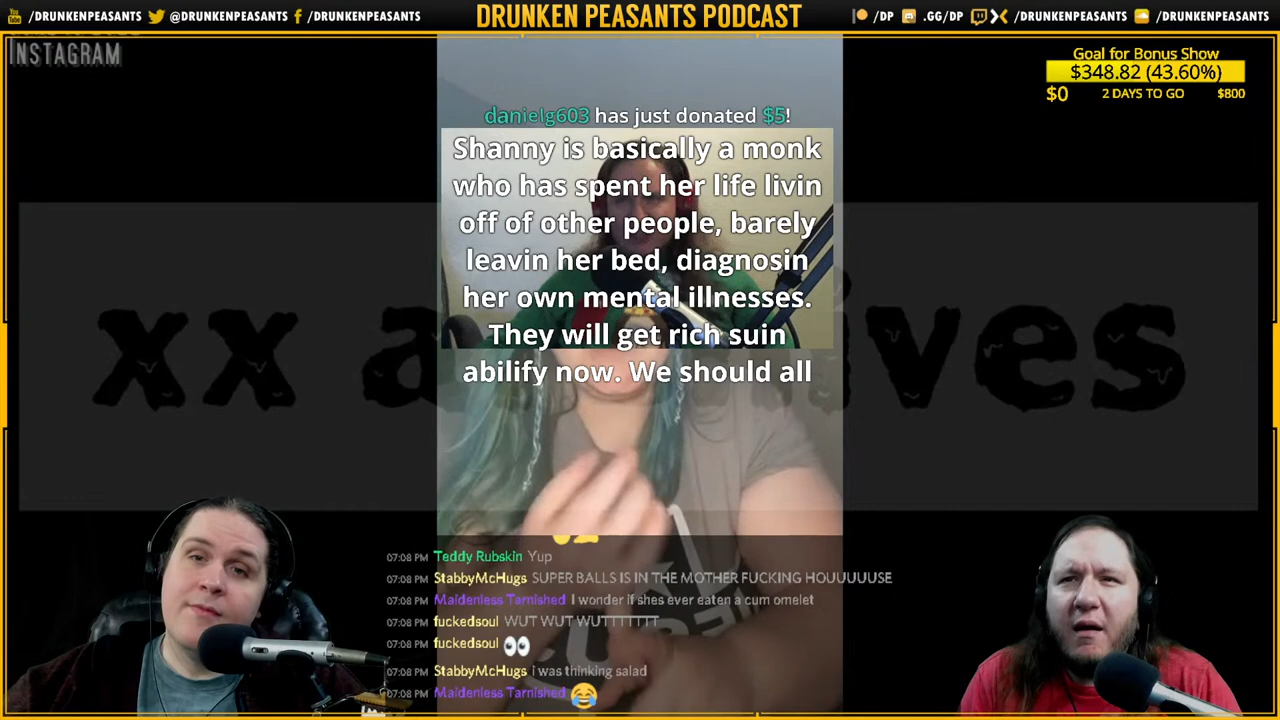 /DRUNKENPEASANTS @DRUNKENPEASANTS /DRUNKENPEASANTS DRUNKEN PEASANTS PODCAST /DP .GG/DP /DRUNKENPEASANTS /DRUNKENPEASANTS
INSTAGRAM
Goal for Bonus Show
$348.82 (43.60%)
$0 2 DAYS TO GO $800
danielg603 has just donated $5!
Shanny is basically a monk
who has spent her life livin
off of other people, barely
leavin her bed, diagnosin
her own mental illnesses.
They will get rich suin
abilify now. We should all
xx a ives
07:08 PM Teddy Rubskin Yup
07:08 PM StabbyMcHugs SUPER BALLS IS IN THE MOTHER FUCKING HOUUUUUSE
07:08 PM Maidenless Tarnished I wonder if shes ever eaten a cum omelet
07:08 PM fuckedsoul WUT WUT WUTTTTTTT
07:08 PM fuckedsoul 👀
07:08 PM StabbyMcHugs i was thinking salad
07:08 PM Maidenless Tarnished 😂